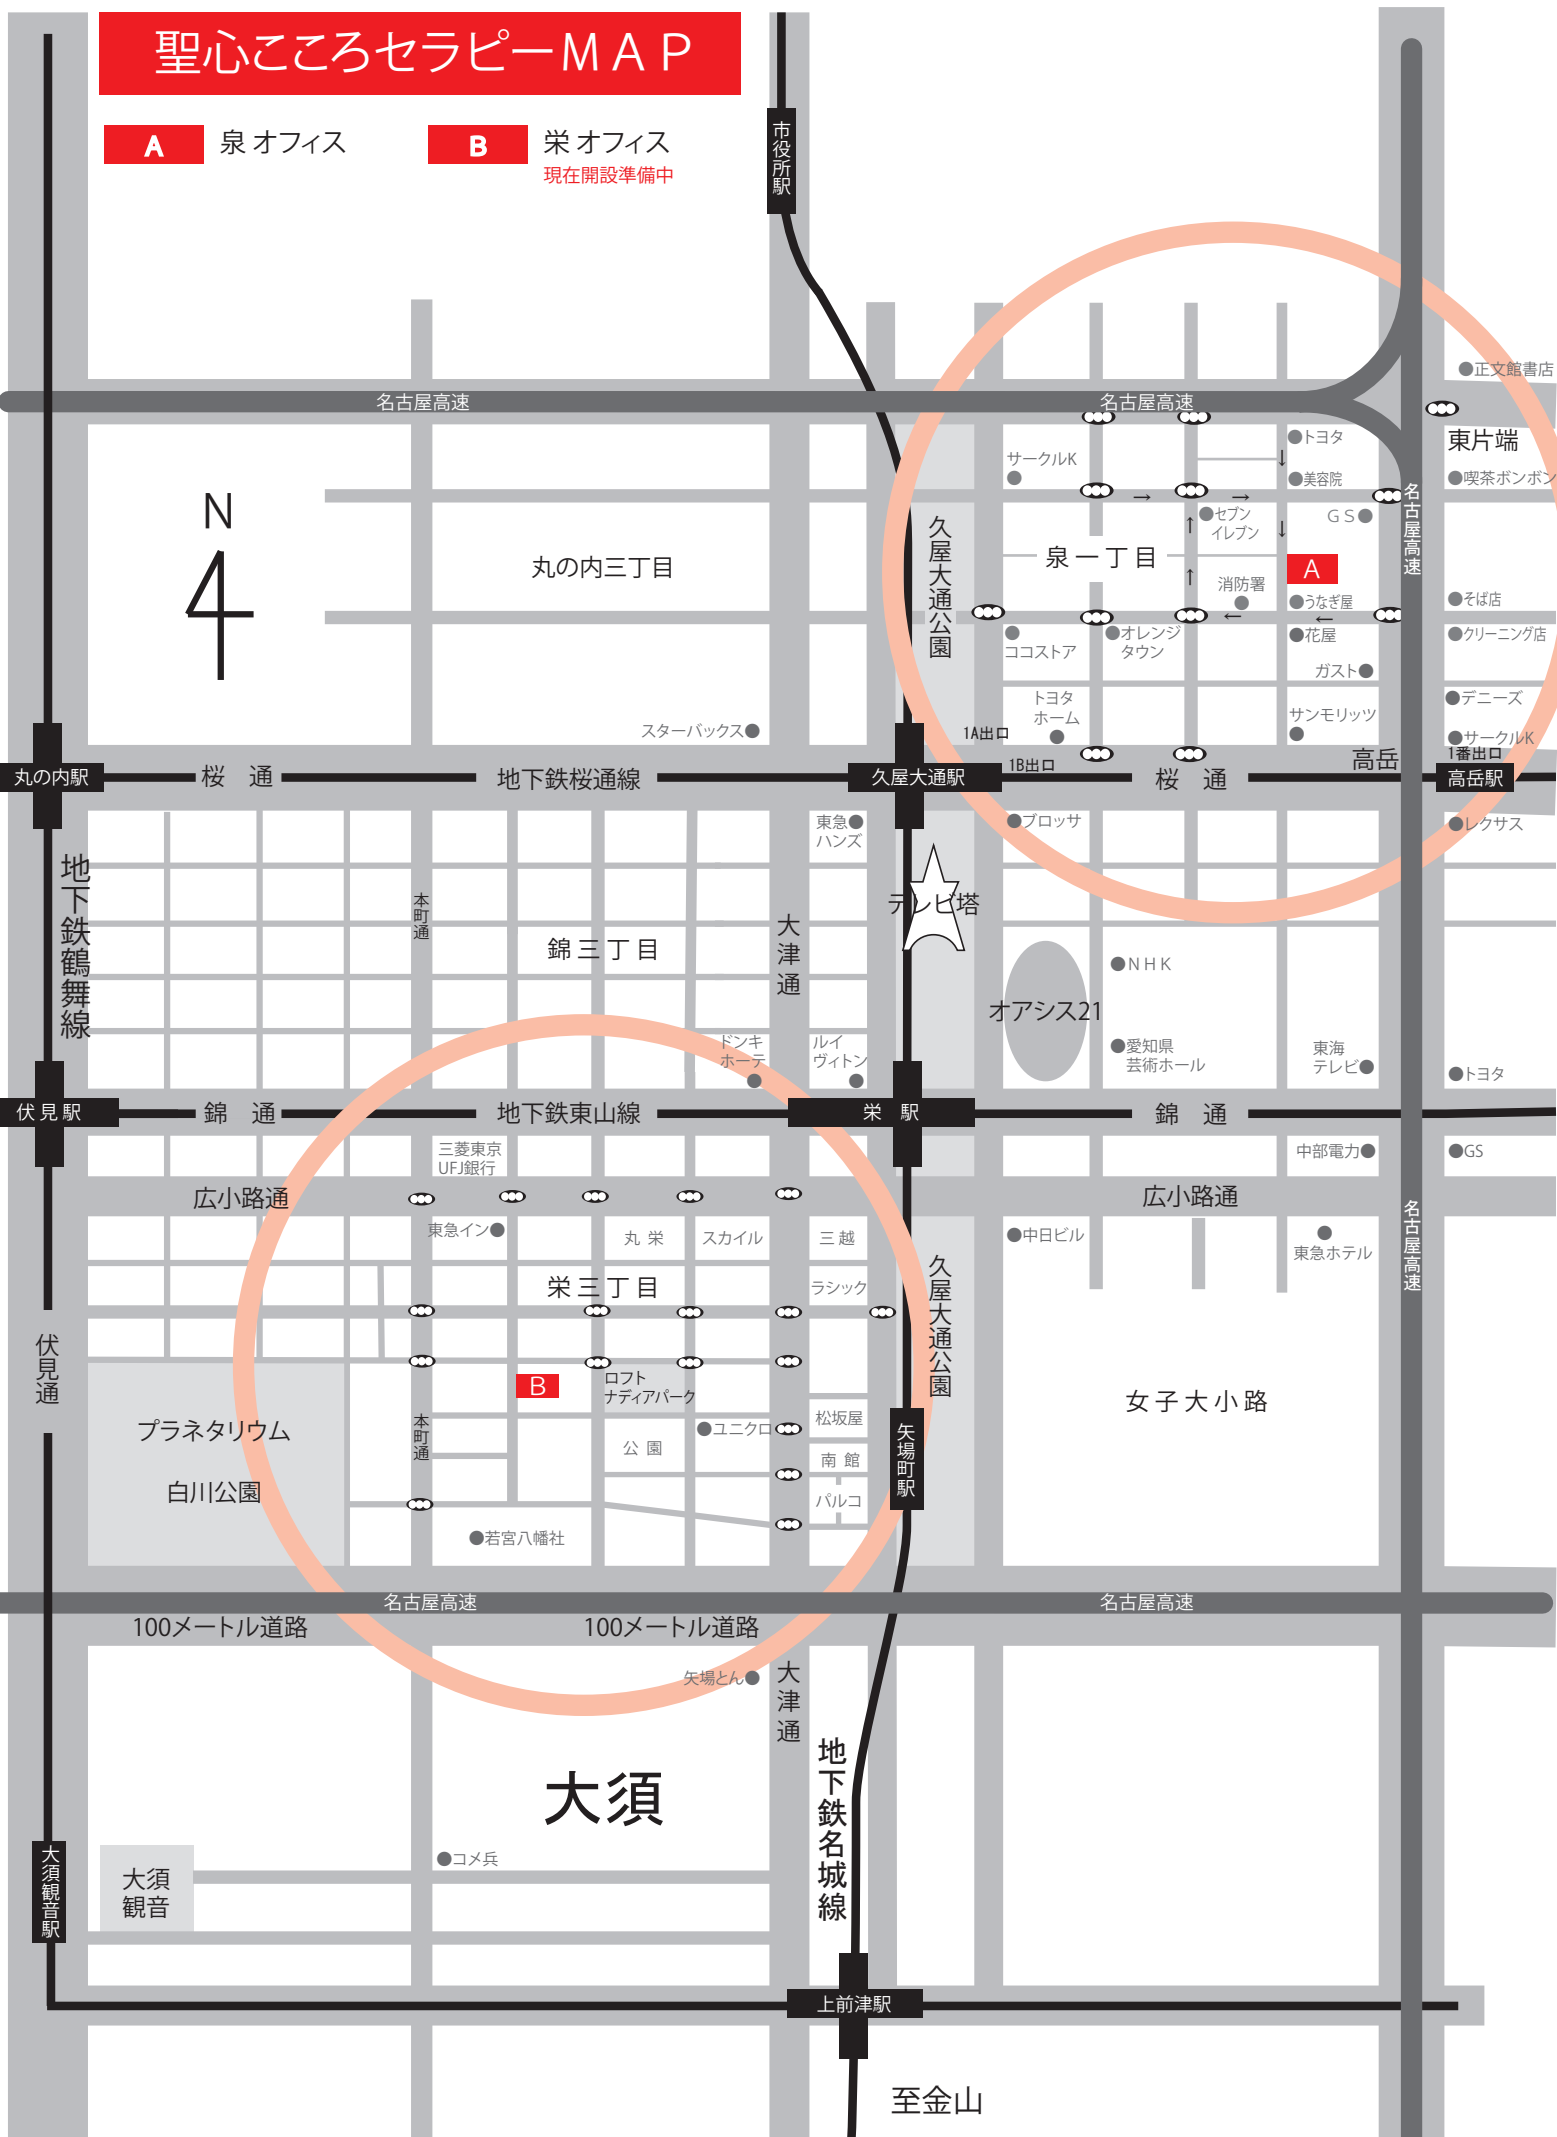 聖心こころセラピーＭＡＰ
A 泉オフィス
B 栄オフィス
現在開設準備中
市役所駅
名古屋高速
名古屋高速
●正文館書店
東片端
●トヨタ
サークルK
●美容院
●喫茶ボンボン
N
●セブン
イレブン
GS●
名古屋高速
久屋大通公園
丸の内三丁目
泉一丁目
A
消防署
●うなぎ屋
●そば店
ココストア
●オレンジ
タウン
●花屋
●クリーニング店
ガスト●
トヨタ
ホーム
●デニーズ
サンモリッツ
スターバックス●
1A出口
●サークルK
1B出口
高岳
1番出口
丸の内駅
桜通
地下鉄桜通線
久屋大通駅
桜通
高岳駅
東急●
ハンズ
●ブロッサ
●レクサス
地下鉄鶴舞線
本町通
テレビ塔
大津通
錦三丁目
●NHK
オアシス21
ドンキ
ホーテ
ルイ
ヴィトン
●愛知県
芸術ホール
東海
テレビ●
●トヨタ
伏見駅
錦通
地下鉄東山線
栄駅
錦通
三菱東京
UFJ銀行
中部電力●
●GS
広小路通
広小路通
東急イン●
丸栄
スカイル
三越
●中日ビル
東急ホテル
名古屋高速
栄三丁目
ラシック
久屋大通公園
伏見通
B
ロフト
ナディアパーク
女子大小路
プラネタリウム
本町通
公園
●ユニクロ
松坂屋
南館
矢場町駅
白川公園
パルコ
●若宮八幡社
名古屋高速
名古屋高速
100メートル道路
100メートル道路
矢場とん●
大津通
地下鉄名城線
大須
●コメ兵
大須観音駅
大須
観音
上前津駅
至金山